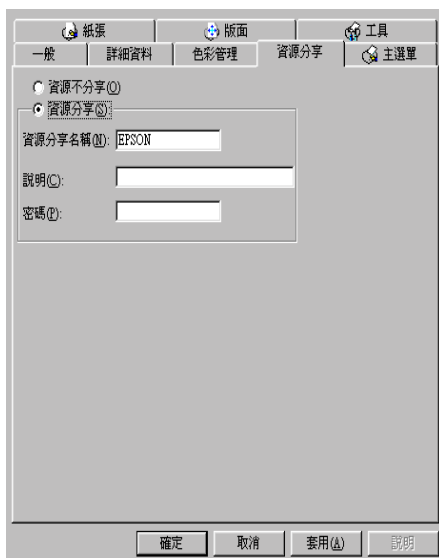 紙張 版面 工具
一般 詳細資料 色彩管理 資源分享 主選單
資源不分享(O)
資源分享(S)
資源分享名稱(N): EPSON
說明(C):
密碼(P):
確定 取消 套用(A) 說明